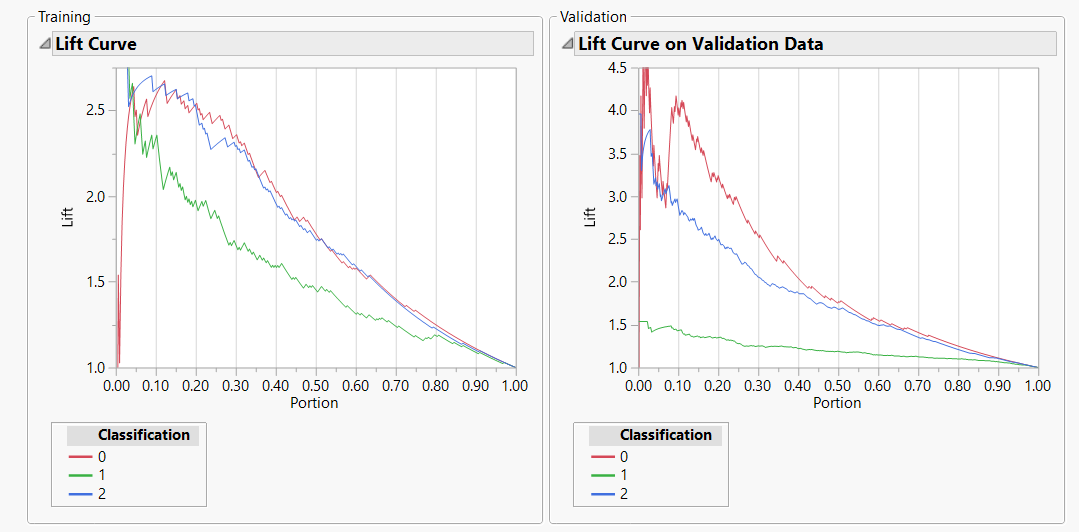 Training
Lift Curve
2.5
2.0
1.5
1.0
Lift
0.00 0.10 0.20 0.30 0.40 0.50 0.60 0.70 0.80 0.90 1.00
Portion
Classification
0
1
2
Validation
Lift Curve on Validation Data
4.5
4.0
3.5
3.0
2.5
2.0
1.5
1.0
Lift
0.00 0.10 0.20 0.30 0.40 0.50 0.60 0.70 0.80 0.90 1.00
Portion
Classification
0
1
2